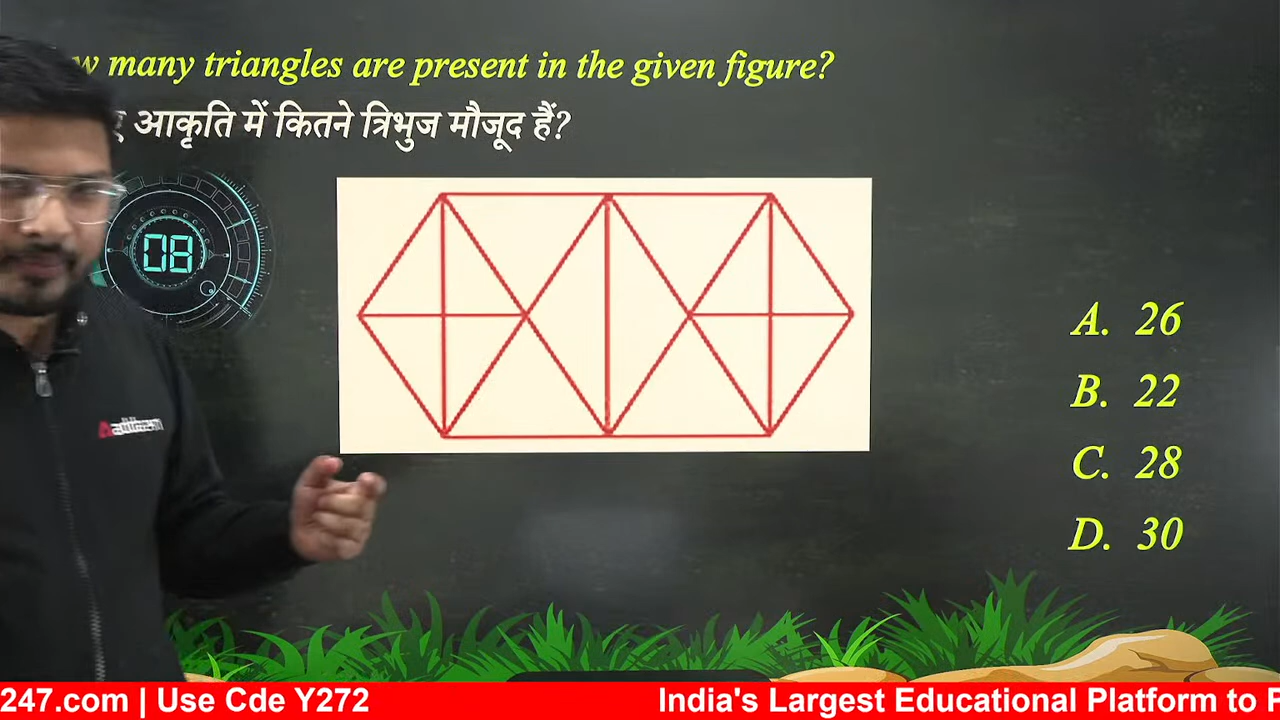 many triangles are present in the given figure?
आकृति में कितने त्रिभुज मौजूद हैं?
08
A. 26
B. 22
C. 28
D. 30
247.com | Use Cde Y272 India's Largest Educational Platform to